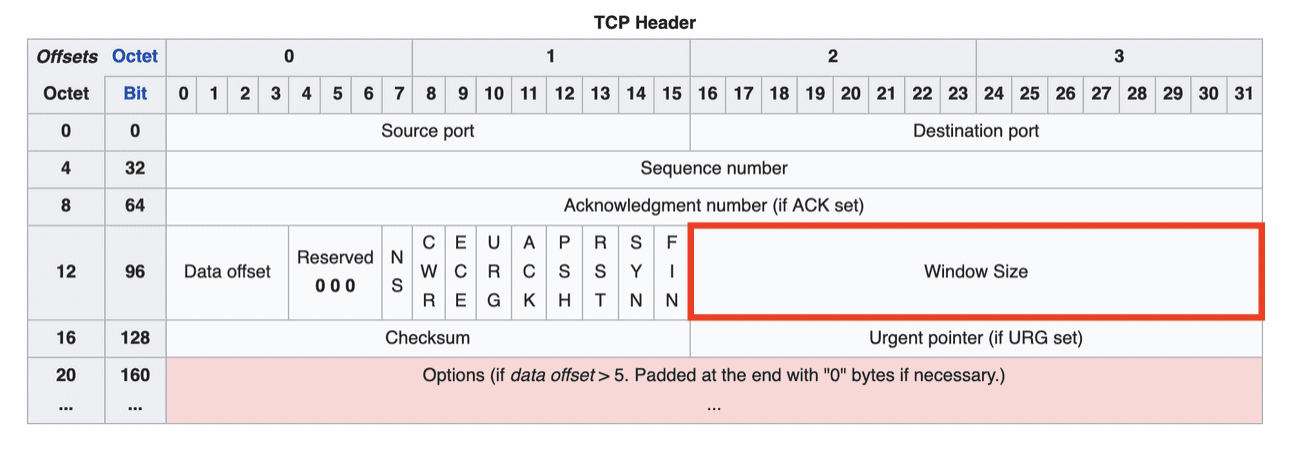 TCP Header
Offsets Octet 0 1 2 3
Octet Bit 0 1 2 3 4 5 6 7 8 9 10 11 12 13 14 15 16 17 18 19 20 21 22 23 24 25 26 27 28 29 30 31
0 0 Source port Destination port
4 32 Sequence number
8 64 Acknowledgment number (if ACK set)
12 96 Data offset Reserved 0 0 0 NS CWR ECE URG ACK PSH RST SYN FIN Window Size
16 128 Checksum Urgent pointer (if URG set)
20 160 Options (if data offset > 5. Padded at the end with "0" bytes if necessary.)
... ... ...